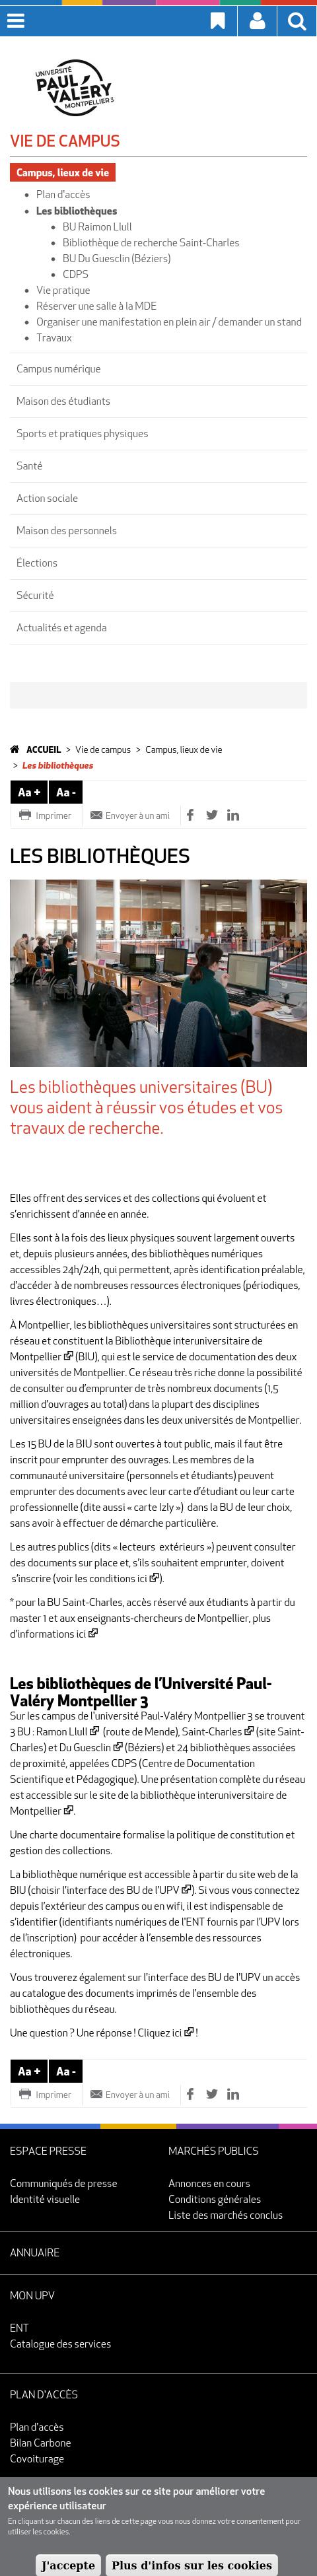 UNIVERSITÉ
PAUL
VALÉRY
MONTPELLIER 3
VIE DE CAMPUS
Campus, lieux de vie
Plan d'accès
Les bibliothèques
BU Raimon Llull
Bibliothèque de recherche Saint-Charles
BU Du Guesclin (Béziers)
CDPS
Vie pratique
Réserver une salle à la MDE
Organiser une manifestation en plein air / demander un stand
Travaux
Campus numérique
Maison des étudiants
Sports et pratiques physiques
Santé
Action sociale
Maison des personnels
Élections
Sécurité
Actualités et agenda
ACCUEIL > Vie de campus > Campus, lieux de vie
> Les bibliothèques
Aa + Aa -
Imprimer Envoyer à un ami
LES BIBLIOTHÈQUES
Les bibliothèques universitaires (BU)
vous aident à réussir vos études et vos
travaux de recherche.
Elles offrent des services et des collections qui évoluent et
s'enrichissent d'année en année.
Elles sont à la fois des lieux physiques souvent largement ouverts
et, depuis plusieurs années, des bibliothèques numériques
accessibles 24h/24h, qui permettent, après identification préalable,
d'accéder à de nombreuses ressources électroniques (périodiques,
livres électroniques…).
À Montpellier, les bibliothèques universitaires sont structurées en
réseau et constituent la Bibliothèque interuniversitaire de
Montpellier (BIU), qui est le service de documentation des deux
universités de Montpellier. Ce réseau très riche donne la possibilité
de consulter ou d'emprunter de très nombreux documents (1,5
million d'ouvrages au total) dans la plupart des disciplines
universitaires enseignées dans les deux universités de Montpellier.
Les 15 BU de la BIU sont ouvertes à tout public, mais il faut être
inscrit pour emprunter des ouvrages. Les membres de la
communauté universitaire (personnels et étudiants) peuvent
emprunter des documents avec leur carte d'étudiant ou leur carte
professionnelle (dite aussi « carte Izly ») dans la BU de leur choix,
sans avoir à effectuer de démarche particulière.
Les autres publics (dits « lecteurs extérieurs ») peuvent consulter
des documents sur place et, s'ils souhaitent emprunter, doivent
s'inscrire (voir les conditions ici ).
* pour la BU Saint-Charles, accès réservé aux étudiants à partir du
master 1 et aux enseignants-chercheurs de Montpellier, plus
d'informations ici
Les bibliothèques de l'Université Paul-
Valéry Montpellier 3
Sur les campus de l'université Paul-Valéry Montpellier 3 se trouvent
3 BU : Ramon Llull (route de Mende), Saint-Charles (site Saint-
Charles) et Du Guesclin (Béziers) et 24 bibliothèques associées
de proximité, appelées CDPS (Centre de Documentation
Scientifique et Pédagogique). Une présentation complète du réseau
est accessible sur le site de la bibliothèque interuniversitaire de
Montpellier .
Une charte documentaire formalise la politique de constitution et
gestion des collections.
La bibliothèque numérique est accessible à partir du site web de la
BIU (choisir l'interface des BU de l'UPV ). Si vous vous connectez
depuis l'extérieur des campus ou en wifi, il est indispensable de
s'identifier (identifiants numériques de l'ENT fournis par l'UPV lors
de l'inscription) pour accéder à l'ensemble des ressources
électroniques.
Vous trouverez également sur l'interface des BU de l'UPV un accès
au catalogue des documents imprimés de l'ensemble des
bibliothèques du réseau.
Une question ? Une réponse ! Cliquez ici !
Aa + Aa -
Imprimer Envoyer à un ami
ESPACE PRESSE
Communiqués de presse
Identité visuelle
MARCHÉS PUBLICS
Annonces en cours
Conditions générales
Liste des marchés conclus
ANNUAIRE
MON UPV
ENT
Catalogue des services
PLAN D'ACCÈS
Plan d'accès
Bilan Carbone
Covoiturage
Nous utilisons les cookies sur ce site pour améliorer votre
expérience utilisateur
En cliquant sur chacun des liens de cette page vous nous donnez votre consentement pour
utiliser les cookies.
J'accepte Plus d'infos sur les cookies